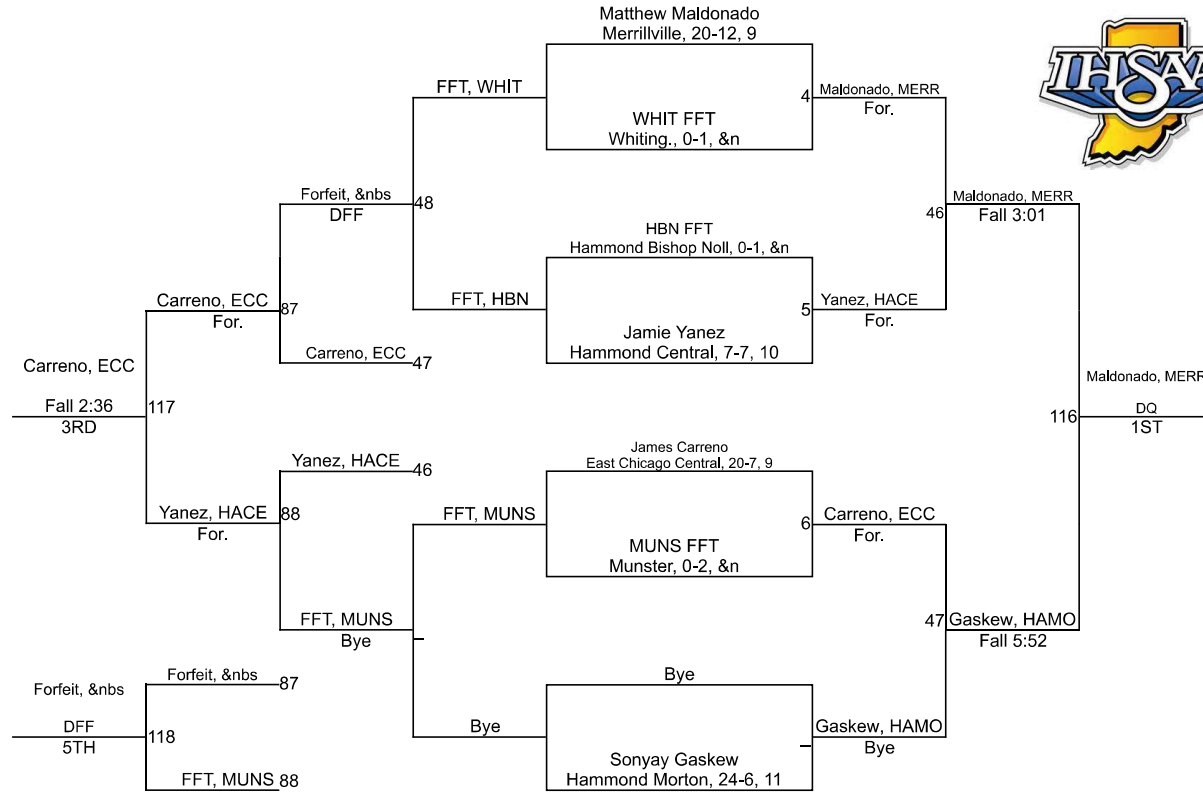 Matthew Maldonado
Merrillville, 20-12, 9
IHSAA
FFT, WHIT
4
Maldonado, MERR
For.
WHIT FFT
Whiting., 0-1, &n
Forfeit, &nbs
DFF
48
46
Maldonado, MERR
Fall 3:01
HBN FFT
Hammond Bishop Noll, 0-1, &n
Carreno, ECC
For.
87
FFT, HBN
5
Yanez, HACE
For.
Jamie Yanez
Hammond Central, 7-7, 10
Carreno, ECC
47
Carreno, ECC
Fall 2:36
3RD
117
Maldonado, MERR
116
DQ
1ST
Yanez, HACE
46
James Carreno
East Chicago Central, 20-7, 9
Yanez, HACE
For.
88
FFT, MUNS
6
Carreno, ECC
For.
MUNS FFT
Munster, 0-2, &n
FFT, MUNS
Bye
47
Gaskew, HAMO
Fall 5:52
Forfeit, &nbs
Forfeit, &nbs
87
Bye
DFF
5TH
118
Bye
Gaskew, HAMO
Bye
Sonyay Gaskew
Hammond Morton, 24-6, 11
FFT, MUNS
88